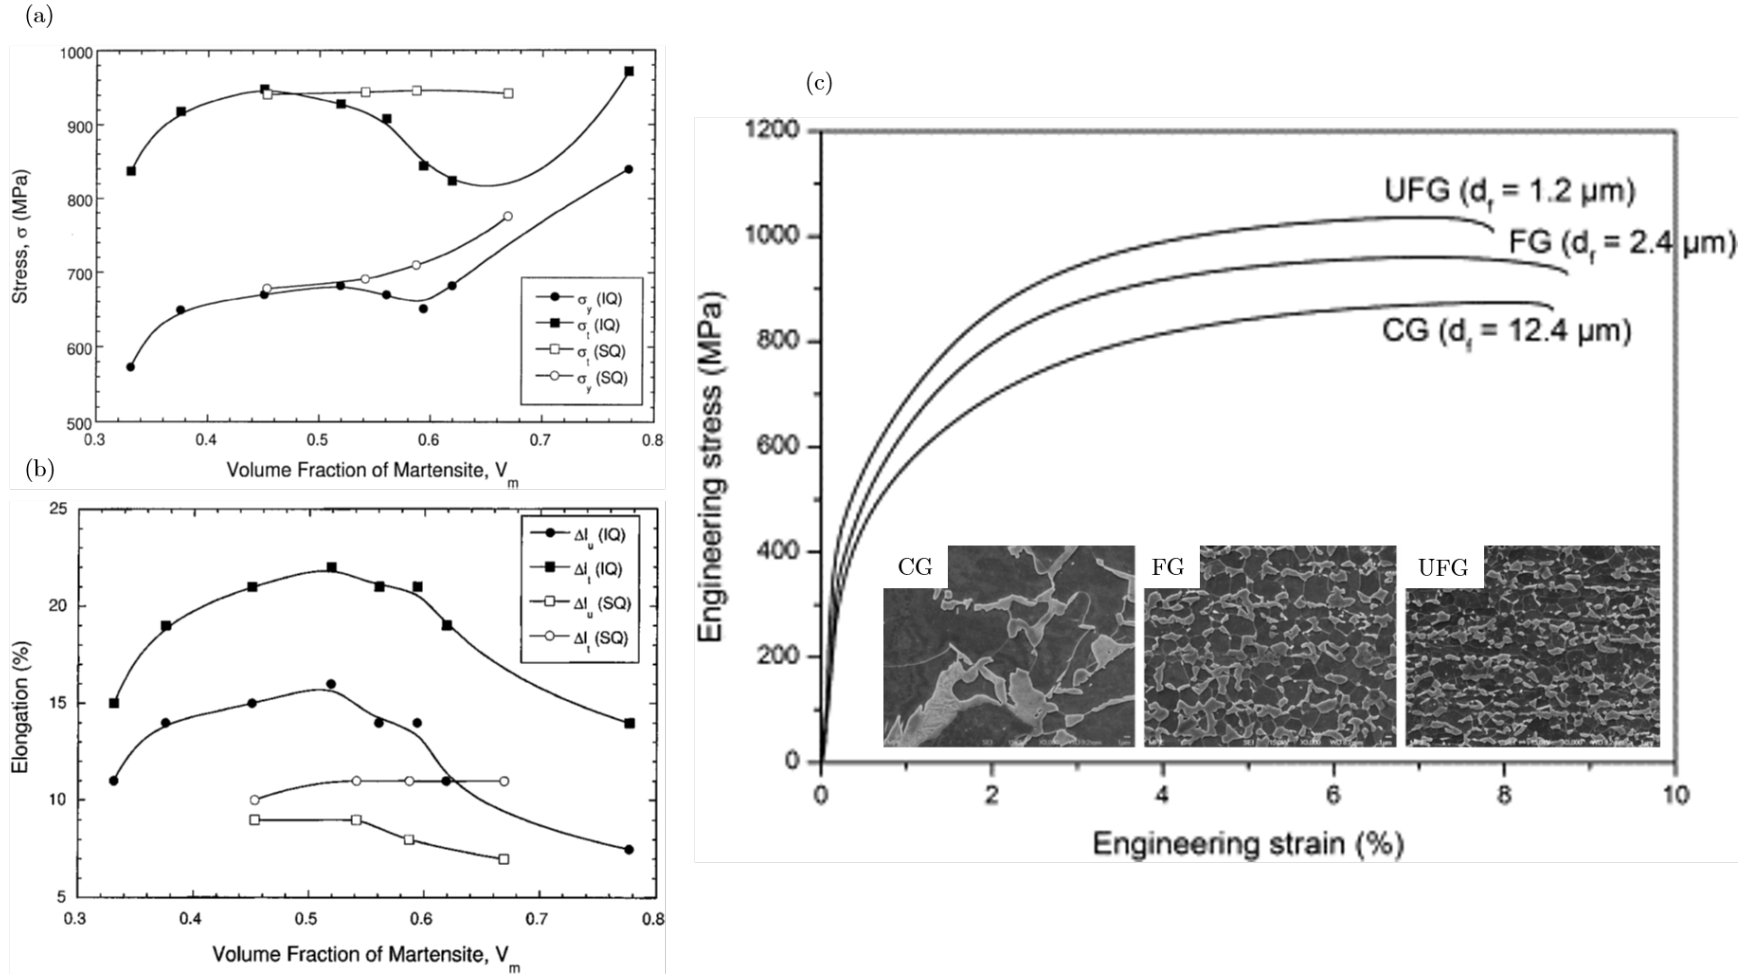 (a)
1000
900
800
700
600
500
Stress, σ (MPa)
σy (IQ)
σt (IQ)
σt (SQ)
σy (SQ)
0.3 0.4 0.5 0.6 0.7 0.8
Volume Fraction of Martensite, Vm
(b)
25
20
15
10
5
Elongation (%)
Δlu (IQ)
Δlt (IQ)
Δlu (SQ)
Δlt (SQ)
0.3 0.4 0.5 0.6 0.7 0.8
Volume Fraction of Martensite, Vm
(c)
1200
1000
800
600
400
200
0
Engineering stress (MPa)
UFG (df = 1.2 μm)
FG (df = 2.4 μm)
CG (df = 12.4 μm)
CG
FG
UFG
0 2 4 6 8 10
Engineering strain (%)